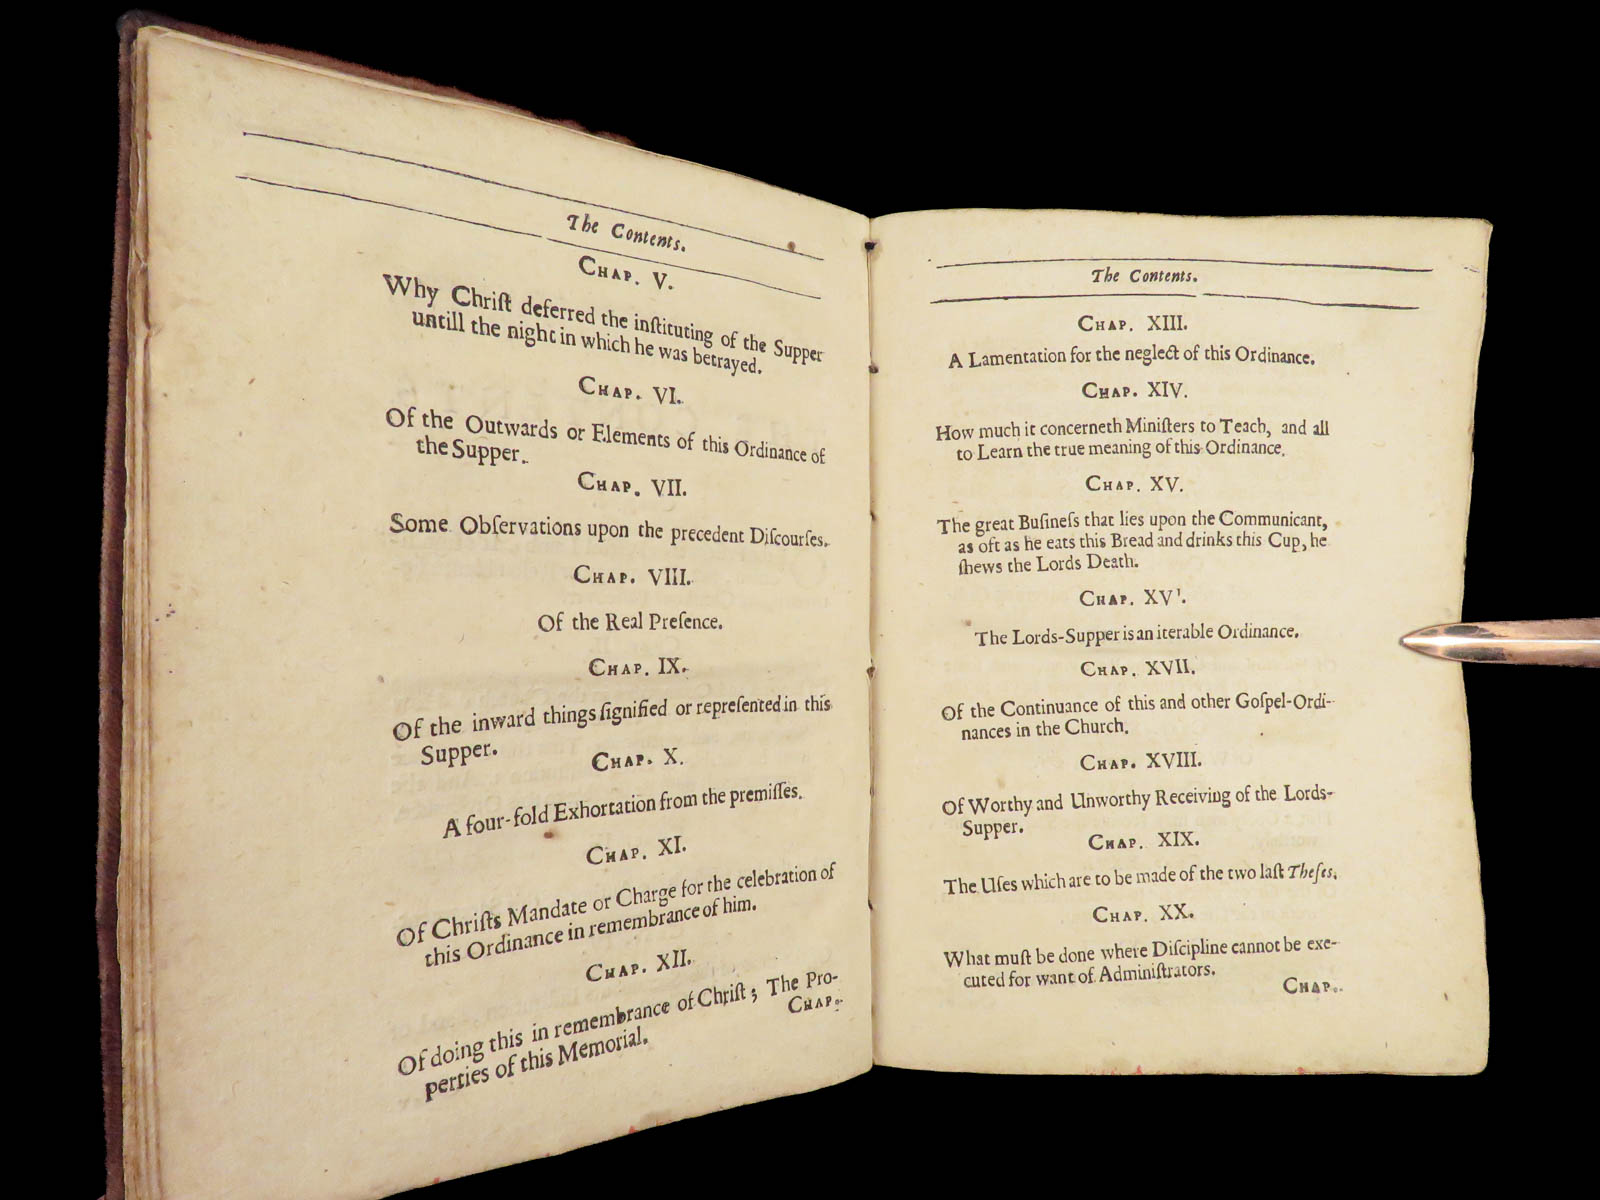 The Contents.
CHAP. V.
Why Chriſt deferred the inſtituting of the Supper
untill the night in which he was betrayed.
CHAP. VI.
Of the Outwards or Elements of this Ordinance of
the Supper.
CHAP. VII.
Some Obſervations upon the precedent Diſcourſes.
CHAP. VIII.
Of the Real Preſence.
CHAP. IX.
Of the inward things ſignified or repreſented in this
Supper.
CHAP. X.
A four-fold Exhortation from the premiſſes.
CHAP. XI.
Of Chriſts Mandate or Charge for the celebration of
this Ordinance in remembrance of him.
CHAP. XII.
Of doing this in remembrance of Chriſt; The Pro-
perties of this Memorial.
CHAP.
The Contents.
CHAP. XIII.
A Lamentation for the neglect of this Ordinance.
CHAP. XIV.
How much it concerneth Miniſters to Teach, and all
to Learn the true meaning of this Ordinance.
CHAP. XV.
The great Buſineſs that lies upon the Communicant,
as oft as he eats this Bread and drinks this Cup, he
ſhews the Lords Death.
CHAP. XVI.
The Lords-Supper is an iterable Ordinance.
CHAP. XVII.
Of the Continuance of this and other Goſpel-Ordi-
nances in the Church.
CHAP. XVIII.
Of Worthy and Unworthy Receiving of the Lords-
Supper.
CHAP. XIX.
The Uſes which are to be made of the two laſt Theſes.
CHAP. XX.
What muſt be done where Diſcipline cannot be exe-
cuted for want of Adminiſtrators.
CHAP.